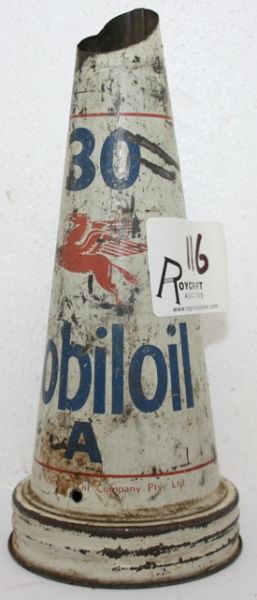 30
116
ROYCROFT
AUCTIONS
obiloil
A
Oil Company Pty. Ltd.